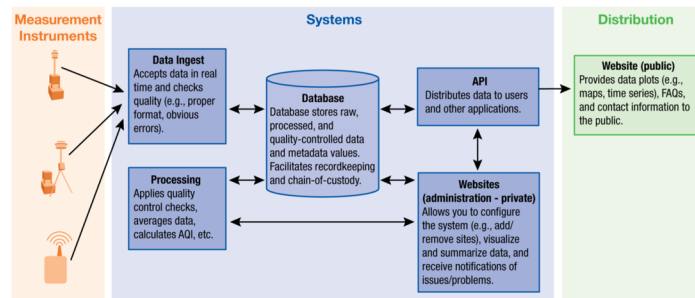 Measurement
Instruments
Systems
Distribution
Data Ingest
Accepts data in real
time and checks
quality (e.g., proper
format, obvious
errors).
Database
Database stores raw,
processed, and
quality-controlled data
and metadata values.
Facilitates recordkeeping
and chain-of-custody.
API
Distributes data to users
and other applications.
Website (public)
Provides data plots (e.g.,
maps, time series), FAQs,
and contact information to
the public.
Processing
Applies quality
control checks,
averages data,
calculates AQI, etc.
Websites
(administration - private)
Allows you to configure
the system (e.g., add/
remove sites), visualize
and summarize data, and
receive notifications of
issues/problems.